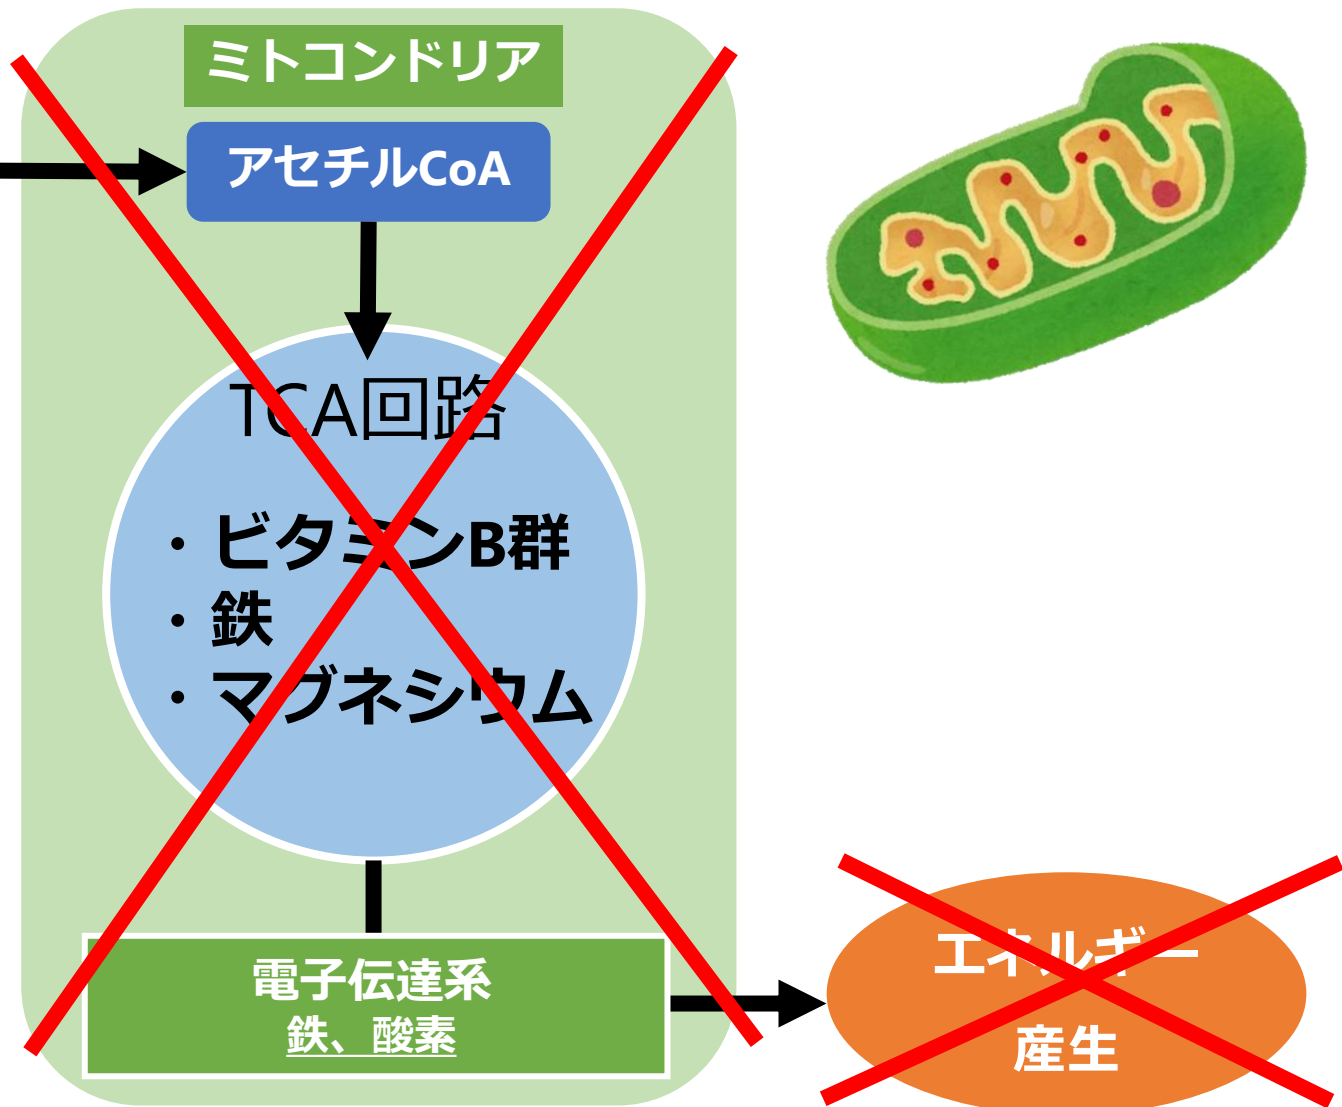 ミトコンドリア
アセチルCoA
TCA回路
・ビタミンB群
・鉄
・マグネシウム
電子伝達系
鉄、酸素
エネルギー
産生